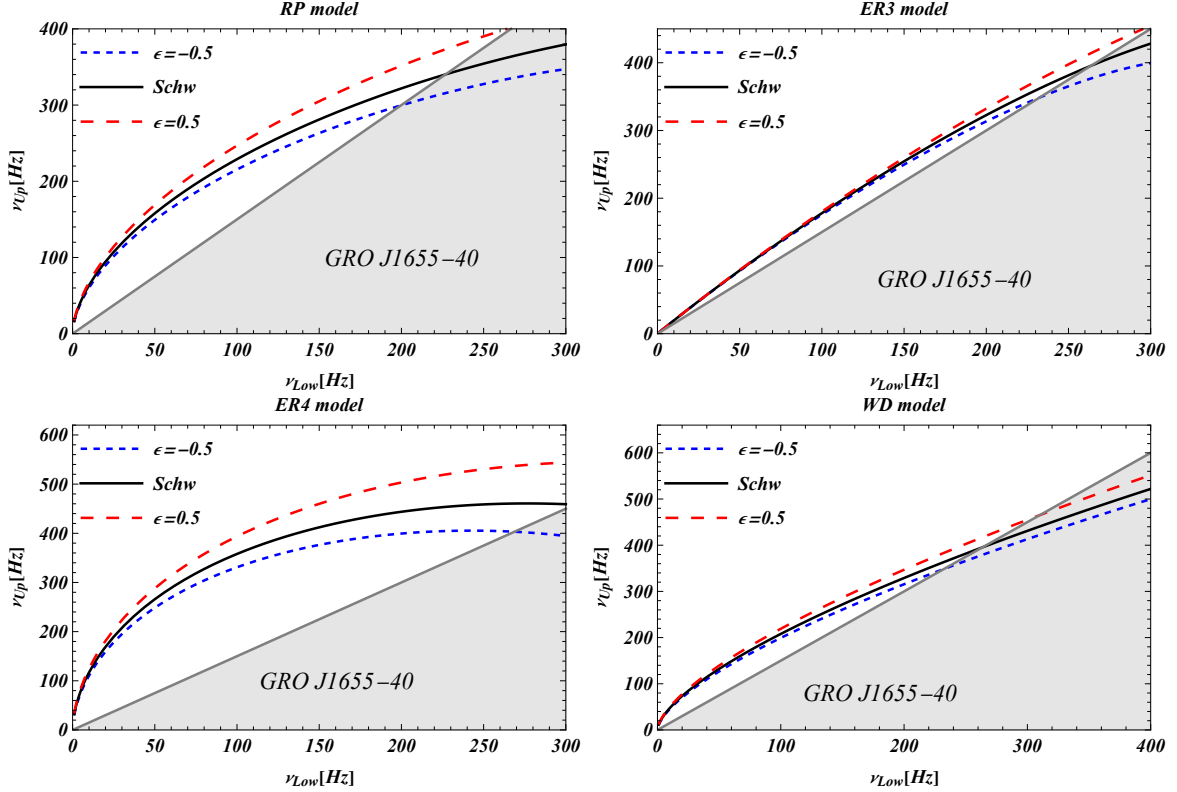 RP model
ν_Up[Hz]
400
300
200
100
0
ϵ=-0.5
Schw
ϵ=0.5
GRO J1655-40
0 50 100 150 200 250 300
ν_Low[Hz]
ER3 model
ν_Up[Hz]
400
300
200
100
0
ϵ=-0.5
Schw
ϵ=0.5
GRO J1655-40
0 50 100 150 200 250 300
ν_Low[Hz]
ER4 model
ν_Up[Hz]
600
500
400
300
200
100
0
ϵ=-0.5
Schw
ϵ=0.5
GRO J1655-40
0 50 100 150 200 250 300
ν_Low[Hz]
WD model
ν_Up[Hz]
600
500
400
300
200
100
0
ϵ=-0.5
Schw
ϵ=0.5
GRO J1655-40
0 100 200 300 400
ν_Low[Hz]